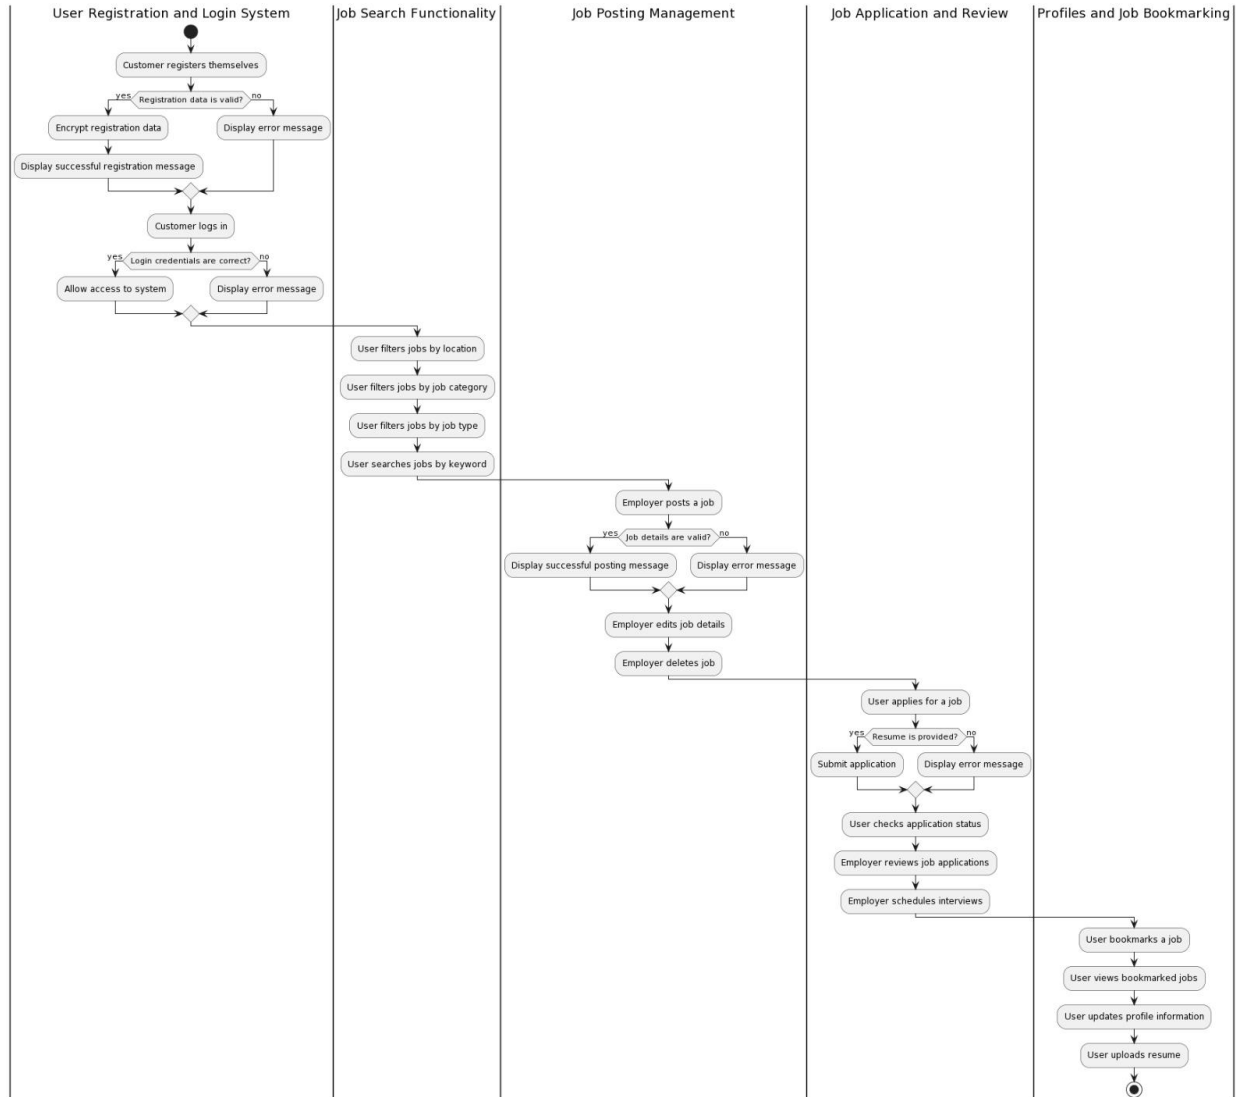 User Registration and Login System
Job Search Functionality
Job Posting Management
Job Application and Review
Profiles and Job Bookmarking
Customer registers themselves
yes
Registration data is valid?
no
Encrypt registration data
Display error message
Display successful registration message
Customer logs in
yes
Login credentials are correct?
no
Allow access to system
Display error message
User filters jobs by location
User filters jobs by job category
User filters jobs by job type
User searches jobs by keyword
Employer posts a job
yes
Job details are valid?
no
Display successful posting message
Display error message
Employer edits job details
Employer deletes job
User applies for a job
yes
Resume is provided?
no
Submit application
Display error message
User checks application status
Employer reviews job applications
Employer schedules interviews
User bookmarks a job
User views bookmarked jobs
User updates profile information
User uploads resume